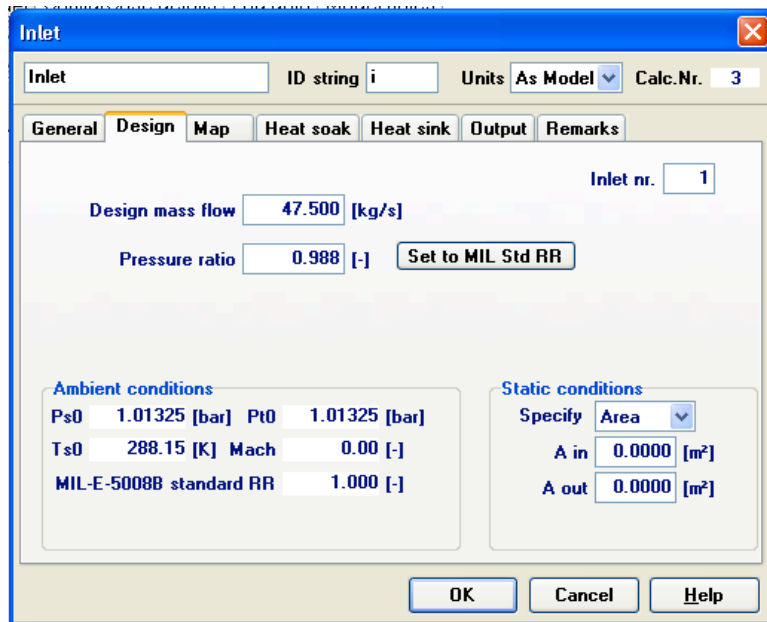 Inlet
Inlet ID string i Units As Model Calc.Nr. 3
General Design Map Heat soak Heat sink Output Remarks
Inlet nr. 1
Design mass flow 47.500 [kg/s]
Pressure ratio 0.988 [-] Set to MIL Std RR
Ambient conditions
Ps0 1.01325 [bar] Pt0 1.01325 [bar]
Ts0 288.15 [K] Mach 0.00 [-]
MIL-E-5008B standard RR 1.000 [-]
Static conditions
Specify Area
A in 0.0000 [m²]
A out 0.0000 [m²]
OK Cancel Help